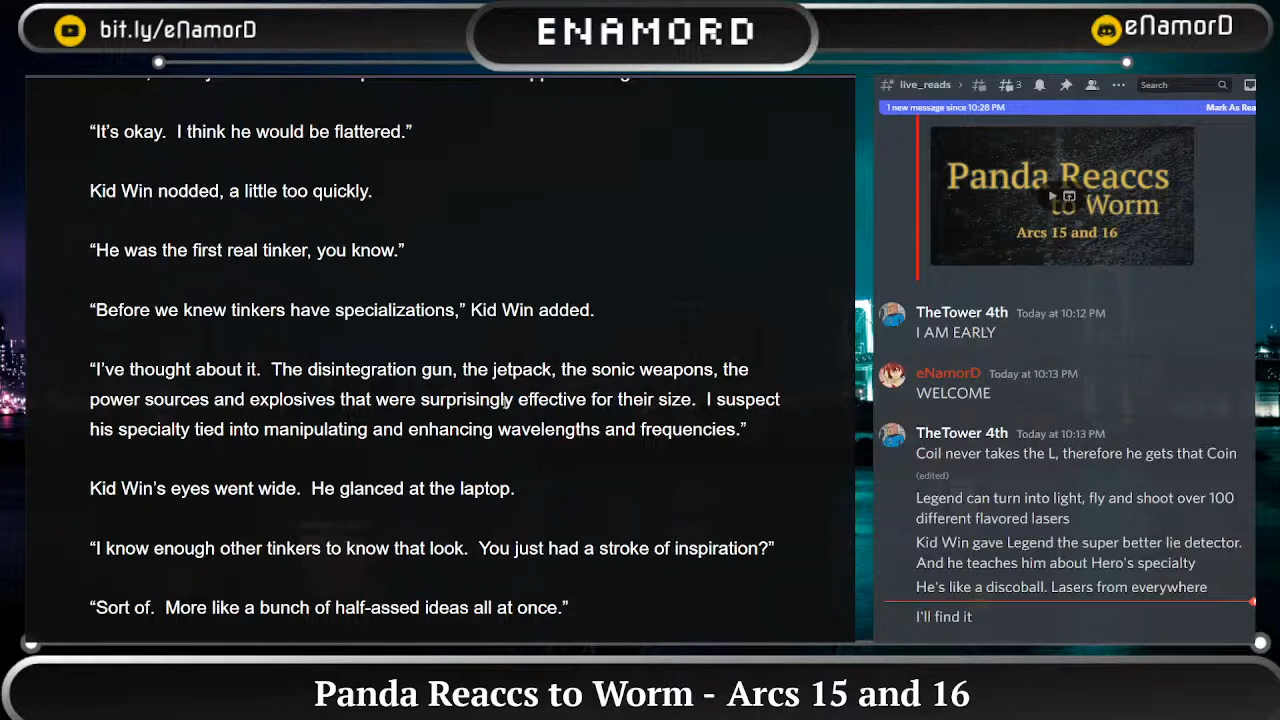 bit.ly/eNamorD
ENAMORD
eNamorD
“It’s okay.  I think he would be flattered.”
Kid Win nodded, a little too quickly.
“He was the first real tinker, you know.”
“Before we knew tinkers have specializations,” Kid Win added.
“I’ve thought about it.  The disintegration gun, the jetpack, the sonic weapons, the
power sources and explosives that were surprisingly effective for their size.  I suspect
his specialty tied into manipulating and enhancing wavelengths and frequencies.”
Kid Win’s eyes went wide.  He glanced at the laptop.
“I know enough other tinkers to know that look.  You just had a stroke of inspiration?”
“Sort of.  More like a bunch of half-assed ideas all at once.”
live_reads
3
Search
1 new message since 10:28 PM
Mark As Rea
Panda Reaccs
to Worm
Arcs 15 and 16
TheTower 4th Today at 10:12 PM
I AM EARLY
eNamorD Today at 10:13 PM
WELCOME
TheTower 4th Today at 10:13 PM
Coil never takes the L, therefore he gets that Coin
(edited)
Legend can turn into light, fly and shoot over 100
different flavored lasers
Kid Win gave Legend the super better lie detector.
And he teaches him about Hero's specialty
He's like a discoball. Lasers from everywhere
I'll find it
Panda Reaccs to Worm - Arcs 15 and 16